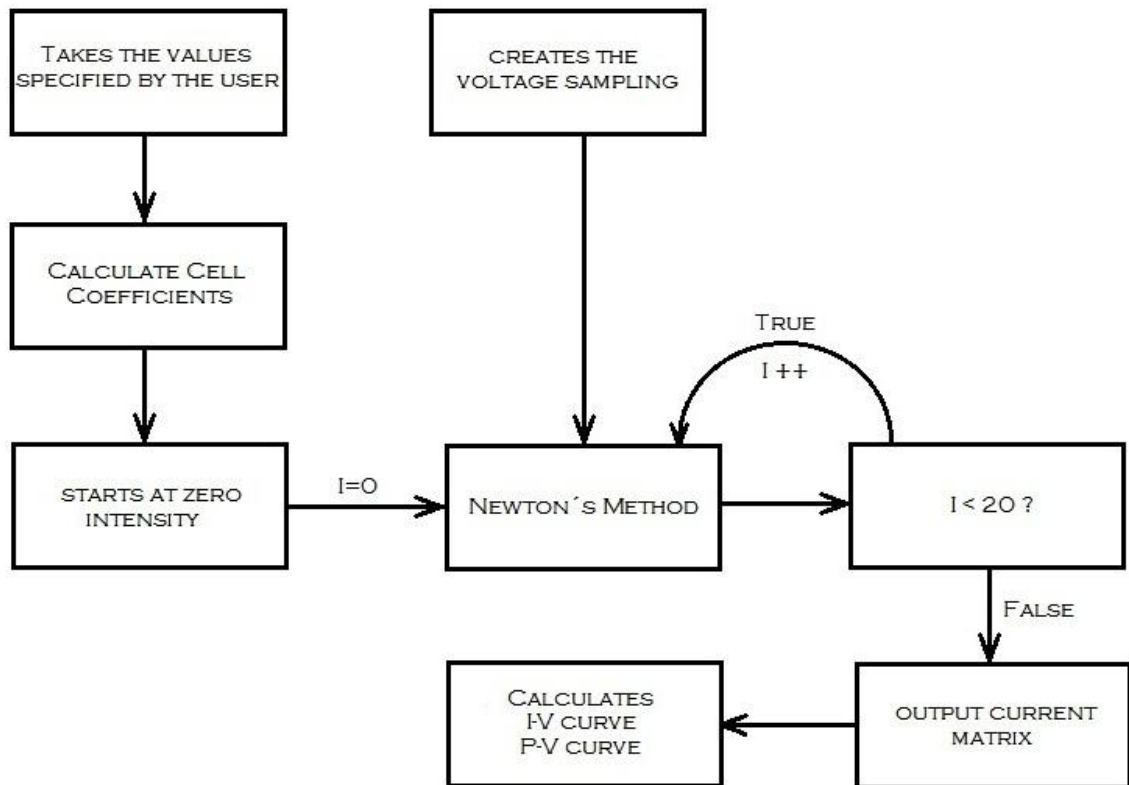 Takes the values
specified by the user
creates the
voltage sampling
Calculate Cell
Coefficients
True
I ++
starts at zero
intensity
I=0
Newton´s Method
I < 20 ?
False
Calculates
I-V curve
P-V curve
output current
matrix